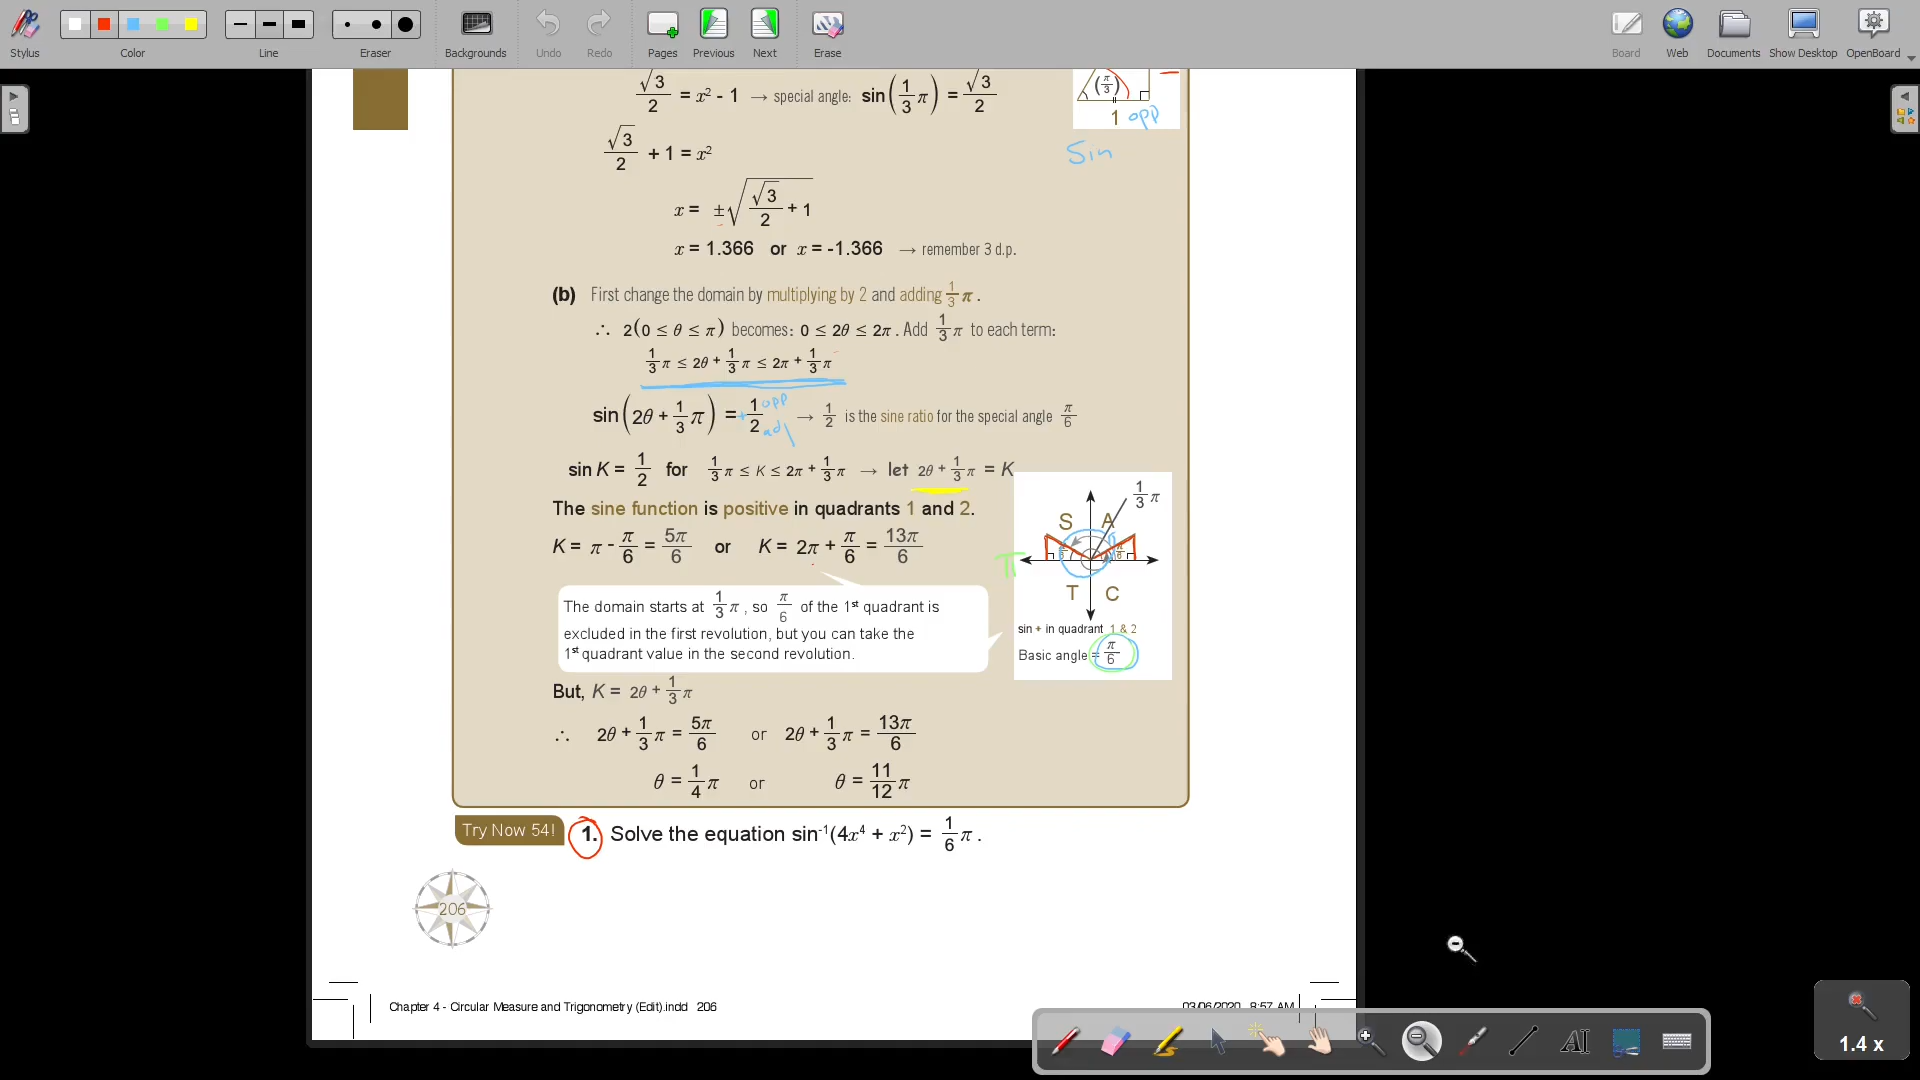 Stylus Color Line Eraser Backgrounds Undo Redo Pages Previous Next Erase Board Web Documents Show Desktop OpenBoard
√3/2 = x² - 1 → special angle: sin(1/3 π) = √3/2
(π/3)
1 opp
√3/2 + 1 = x²
Sin
x = ±√(√3/2 + 1)
x = 1.366 or x = -1.366 → remember 3 d.p.
(b) First change the domain by multiplying by 2 and adding 1/3 π .
∴ 2(0 ≤ θ ≤ π) becomes: 0 ≤ 2θ ≤ 2π . Add 1/3 π to each term:
1/3 π ≤ 2θ + 1/3 π ≤ 2π + 1/3 π
sin(2θ + 1/3 π) = + 1/2 opp adj → 1/2 is the sine ratio for the special angle π/6
sin K = 1/2 for 1/3 π ≤ K ≤ 2π + 1/3 π → let 2θ + 1/3 π = K
The sine function is positive in quadrants 1 and 2.
K = π - π/6 = 5π/6 or K = 2π + π/6 = 13π/6
1/3 π
S A
π
T C
sin + in quadrant 1 & 2
Basic angle = π/6
The domain starts at 1/3 π , so π/6 of the 1st quadrant is
excluded in the first revolution, but you can take the
1st quadrant value in the second revolution.
But, K = 2θ + 1/3 π
∴ 2θ + 1/3 π = 5π/6 or 2θ + 1/3 π = 13π/6
θ = 1/4 π or θ = 11/12 π
Try Now 54! 1. Solve the equation sin⁻¹(4x⁴ + x²) = 1/6 π .
206
Chapter 4 - Circular Measure and Trigonometry (Edit).indd 206
03/06/2020 8:57 AM
1.4 x